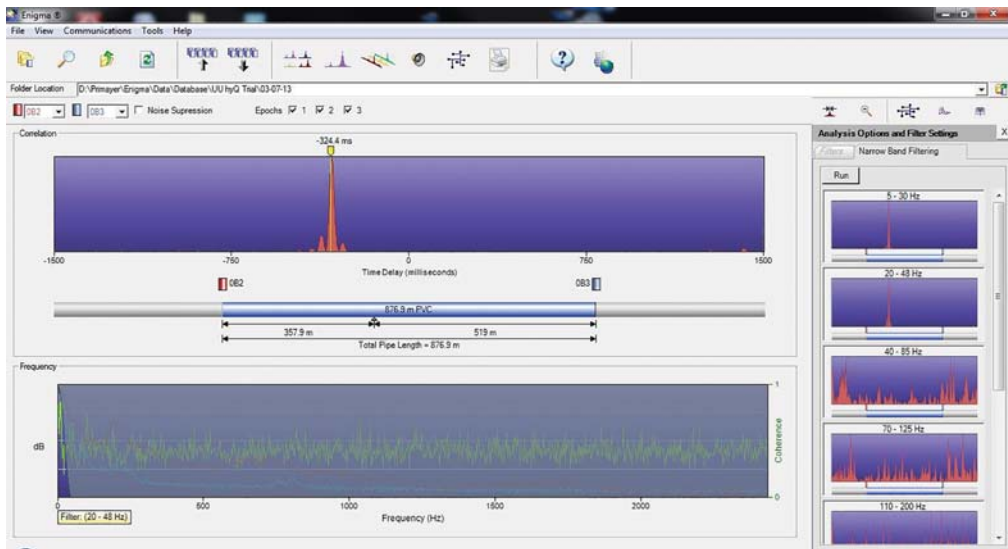 Enigma ®
File View Communications Tools Help
Folder Location D:\Primayer\Enigma\Data\Database\UU hyQ Trial\03-07-13
0B2 0B3 Noise Supression Epochs 1 2 3
Correlation
-324.4 ms
-1500 -750 0 750 1500
Time Delay (milliseconds)
0B2 0B3
876.9 m PVC
357.9 m 519 m
Total Pipe Length = 876.9 m
Frequency
dB
1
0
Coherence
0 500 1000 1500 2000
Frequency (Hz)
Filter: (20 - 48 Hz)
Analysis Options and Filter Settings X
Filters Narrow Band Filtering
Run
5 - 30 Hz
20 - 48 Hz
40 - 85 Hz
70 - 125 Hz
110 - 200 Hz